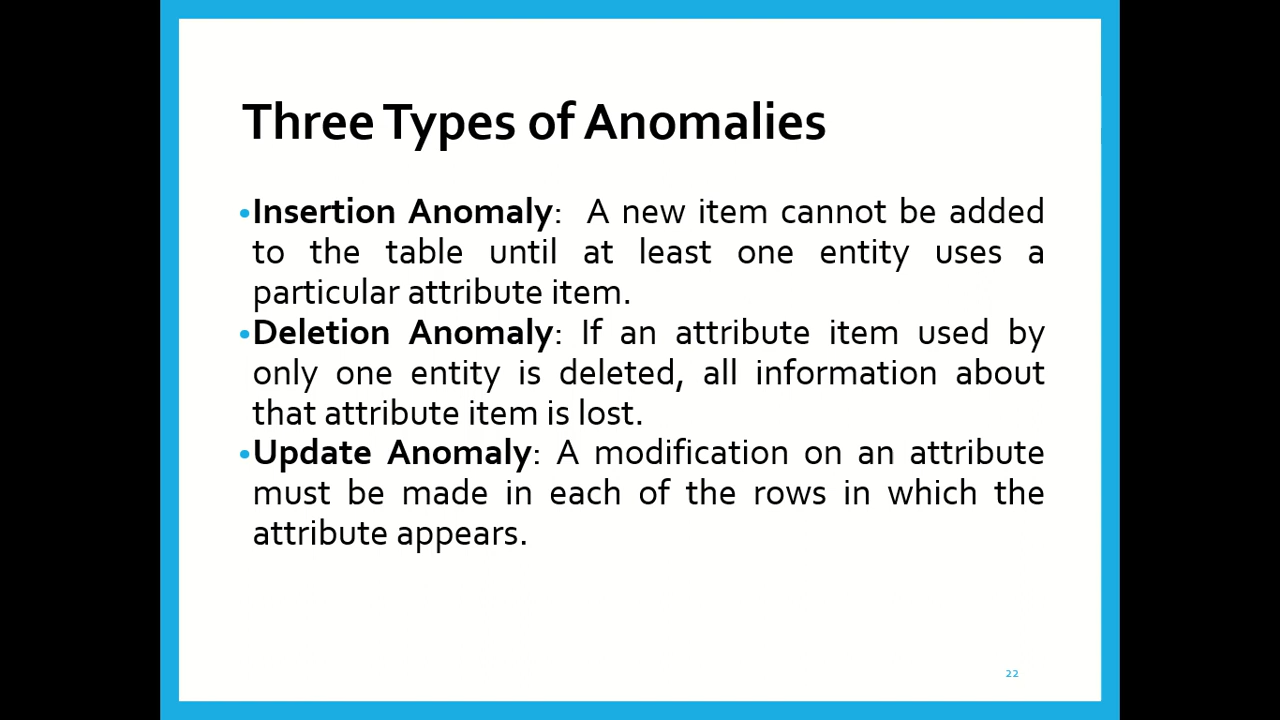 Three Types of Anomalies
•Insertion Anomaly: A new item cannot be added
to the table until at least one entity uses a
particular attribute item.
•Deletion Anomaly: If an attribute item used by
only one entity is deleted, all information about
that attribute item is lost.
•Update Anomaly: A modification on an attribute
must be made in each of the rows in which the
attribute appears.
22